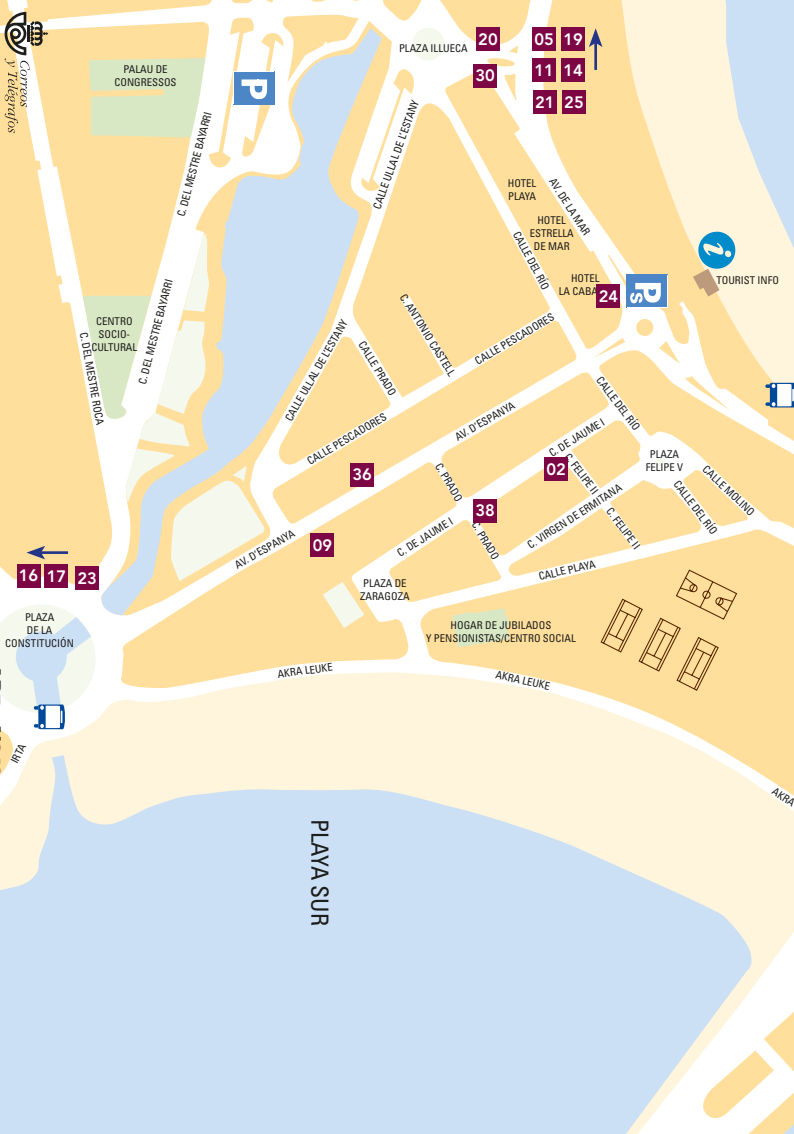 Correos
y Telégrafos
PALAU DE
CONGRESSOS
P
C. DEL MESTRE BAYARRI
PLAZA ILLUECA
20
30
05 19
11 14
21 25
CALLE ULLAL DE L'ESTANY
HOTEL
PLAYA
AV. DE LA MAR
HOTEL
ESTRELLA
DE MAR
CALLE DEL RÍO
HOTEL
LA CABA
24
Ps
i
TOURIST INFO
CENTRO
SOCIO-
CULTURAL
C. DEL MESTRE BAYARRI
C. DEL MESTRE ROCA
CALLE ULLAL DE L'ESTANY
C. ANTONIO CASTELL
CALLE PRADO
CALLE PESCADORES
CALLE PESCADORES
AV. D'ESPANYA
CALLE DEL RÍO
C. DE JAUME I
PLAZA
FELIPE V
36
C. PRADO
02
C. FELIPE II
CALLE MOLINO
CALLE DEL RÍO
38
C. VIRGEN DE ERMITANA
C. FELIPE II
09
AV. D'ESPANYA
C. DE JAUME I
C. PRADO
CALLE PLAYA
16 17 23
PLAZA DE
ZARAGOZA
PLAZA
DE LA
CONSTITUCIÓN
HOGAR DE JUBILADOS
Y PENSIONISTAS/CENTRO SOCIAL
AKRA LEUKE
AKRA LEUKE
IRTA
AKRA
PLAYA SUR